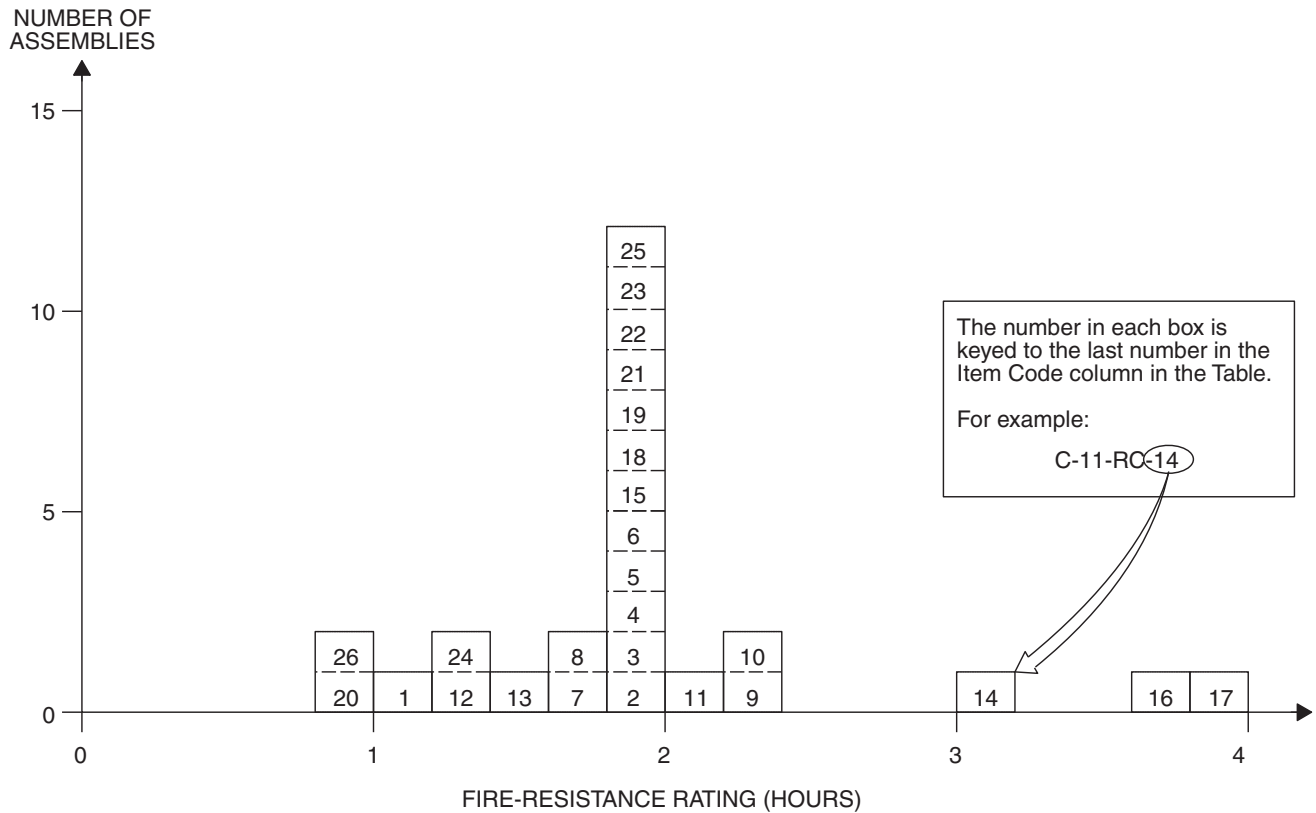 NUMBER OF
ASSEMBLIES
15
10
5
0
25
23
22
21
19
18
15
6
5
4
26 24 8 3 10
20 1 12 13 7 2 11 9 14 16 17
The number in each box is
keyed to the last number in the
Item Code column in the Table.
For example:
C-11-RC-14
0 1 2 3 4
FIRE-RESISTANCE RATING (HOURS)